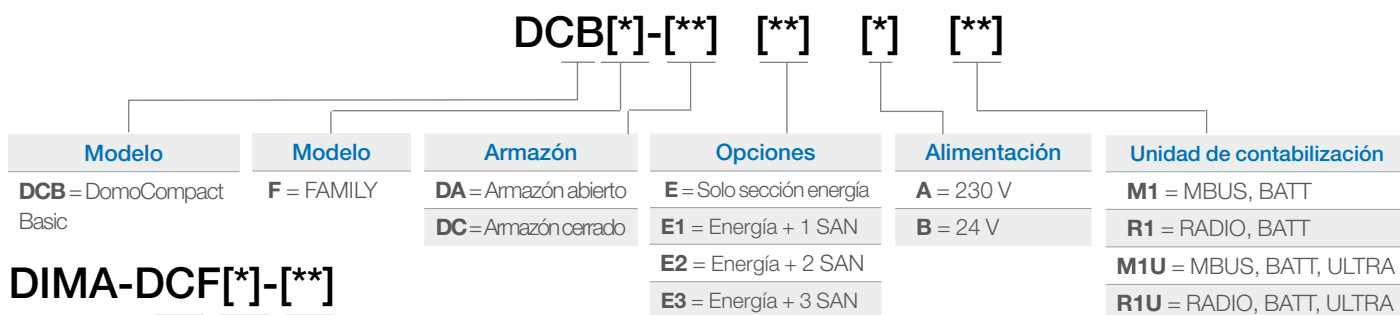 DCB[*]-[**] [**] [*] [**]
Modelo
DCB = DomoCompact
Basic
Modelo
F = FAMILY
Armazón
DA = Armazón abierto
DC = Armazón cerrado
Opciones
E = Solo sección energía
E1 = Energía + 1 SAN
E2 = Energía + 2 SAN
E3 = Energía + 3 SAN
Alimentación
A = 230 V
B = 24 V
Unidad de contabilización
M1 = MBUS, BATT
R1 = RADIO, BATT
M1U = MBUS, BATT, ULTRA
R1U = RADIO, BATT, ULTRA
DIMA-DCF[*]-[**]